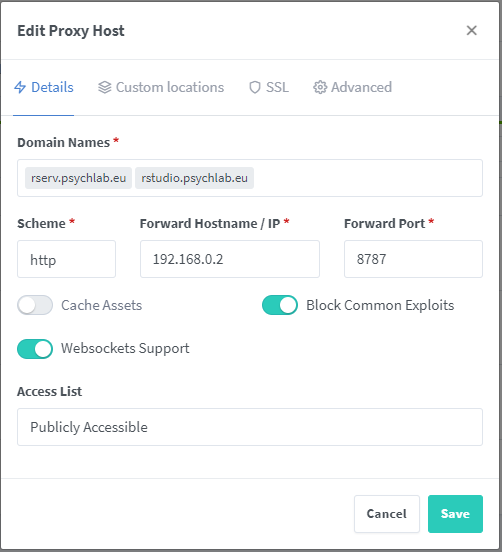 Edit Proxy Host ×
Details Custom locations SSL Advanced
Domain Names *
rserv.psychlab.eu rstudio.psychlab.eu
Scheme * Forward Hostname / IP * Forward Port *
http 192.168.0.2 8787
Cache Assets Block Common Exploits
Websockets Support
Access List
Publicly Accessible
Cancel Save